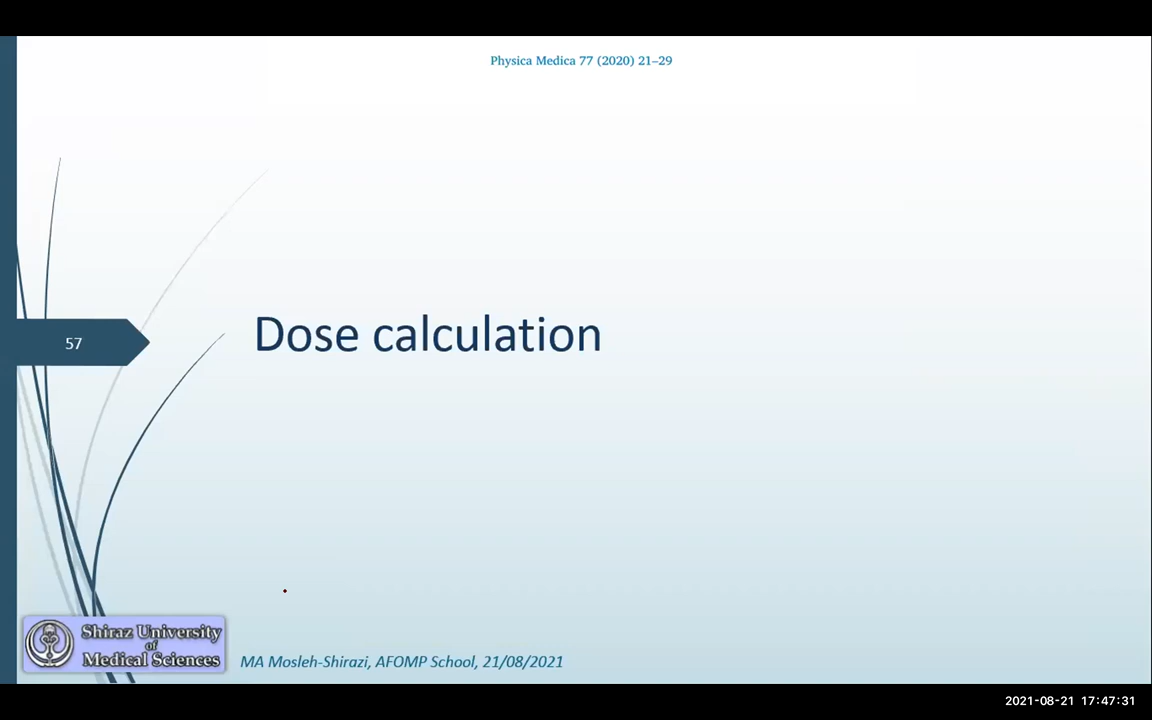 Physica Medica 77 (2020) 21–29
57
Dose calculation
Shiraz University
of
Medical Sciences
MA Mosleh-Shirazi, AFOMP School, 21/08/2021
2021-08-21 17:47:31